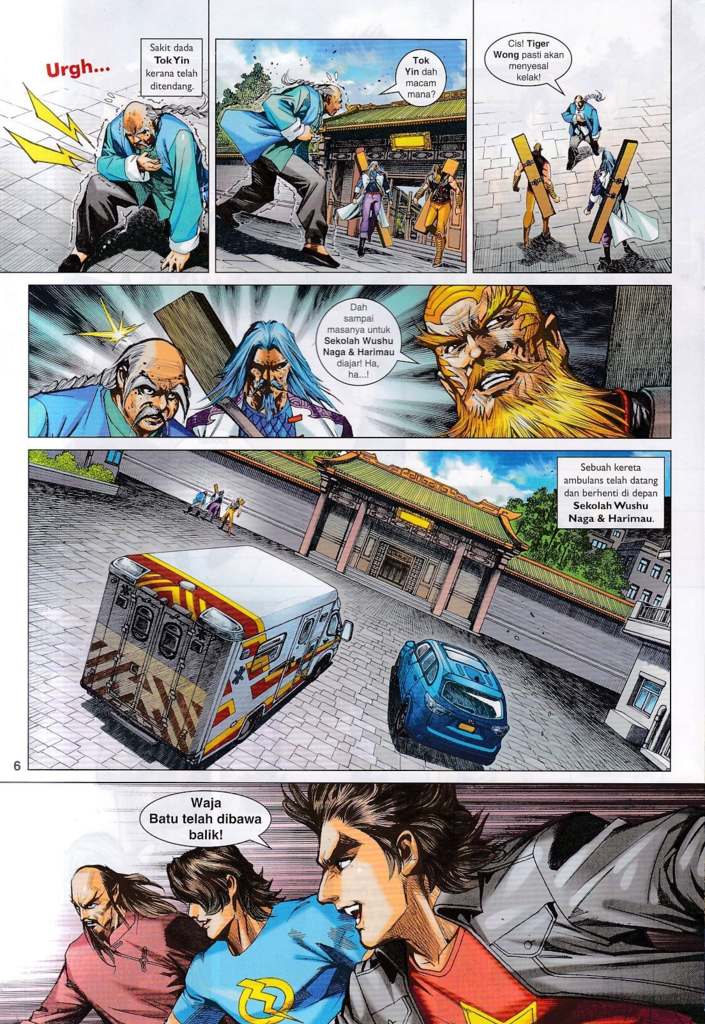 Urgh...
Sakit dada
Tok Yin
kerana telah
ditendang.
Tok
Yin dah
macam
mana?
Cis! Tiger
Wong pasti akan
menyesal
kelak!
Dah
sampai
masanya untuk
Sekolah Wushu
Naga & Harimau
diajar! Ha,
ha...!
Sebuah kereta
ambulans telah datang
dan berhenti di depan
Sekolah Wushu
Naga & Harimau.
6
Waja
Batu telah dibawa
balik!